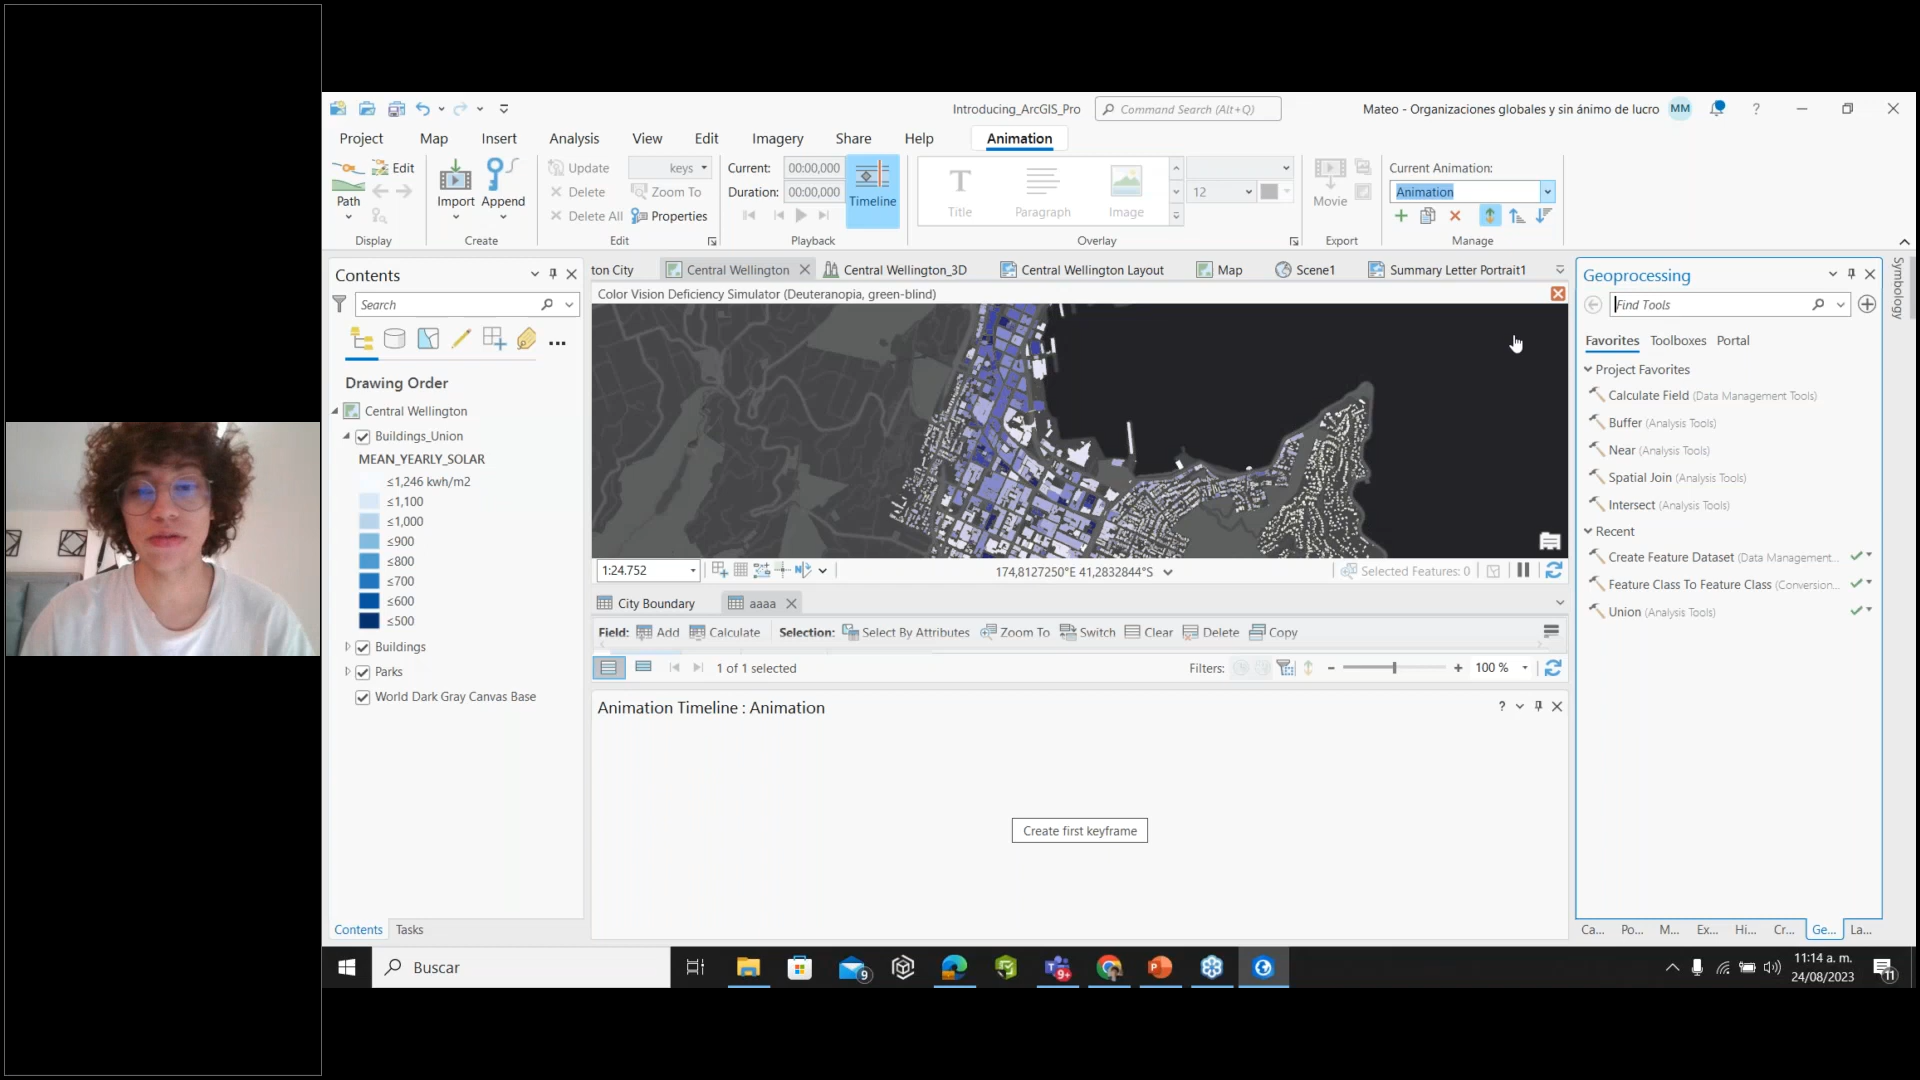 Introducing_ArcGIS_Pro
Command Search (Alt+Q)
Mateo - Organizaciones globales y sin ánimo de lucro
MM
?
Project
Map
Insert
Analysis
View
Edit
Imagery
Share
Help
Animation
Path
Edit
Display
Import
Append
Create
Update
keys
Delete
Zoom To
Delete All
Properties
Edit
Current:
00:00,000
Duration:
00:00,000
Timeline
Playback
Title
Paragraph
Image
12
Overlay
Movie
Export
Current Animation:
Animation
Manage
Contents
Search
Drawing Order
Central Wellington
Buildings_Union
MEAN_YEARLY_SOLAR
≤1,246 kwh/m2
≤1,100
≤1,000
≤900
≤800
≤700
≤600
≤500
Buildings
Parks
World Dark Gray Canvas Base
Contents
Tasks
ton City
Central Wellington
Central Wellington_3D
Central Wellington Layout
Map
Scene1
Summary Letter Portrait1
Color Vision Deficiency Simulator (Deuteranopia, green-blind)
1:24.752
174,8127250°E 41,2832844°S
Selected Features: 0
City Boundary
aaaa
Field:
Add
Calculate
Selection:
Select By Attributes
Zoom To
Switch
Clear
Delete
Copy
1 of 1 selected
Filters:
100 %
Animation Timeline : Animation
?
Create first keyframe
Geoprocessing
Find Tools
Favorites
Toolboxes
Portal
Project Favorites
Calculate Field (Data Management Tools)
Buffer (Analysis Tools)
Near (Analysis Tools)
Spatial Join (Analysis Tools)
Intersect (Analysis Tools)
Recent
Create Feature Dataset (Data Management...
Feature Class To Feature Class (Conversion...
Union (Analysis Tools)
Ca...
Po...
M...
Ex...
Hi...
Cr...
Ge...
La...
Symbology
Buscar
9
9+
11:14 a. m.
24/08/2023
11